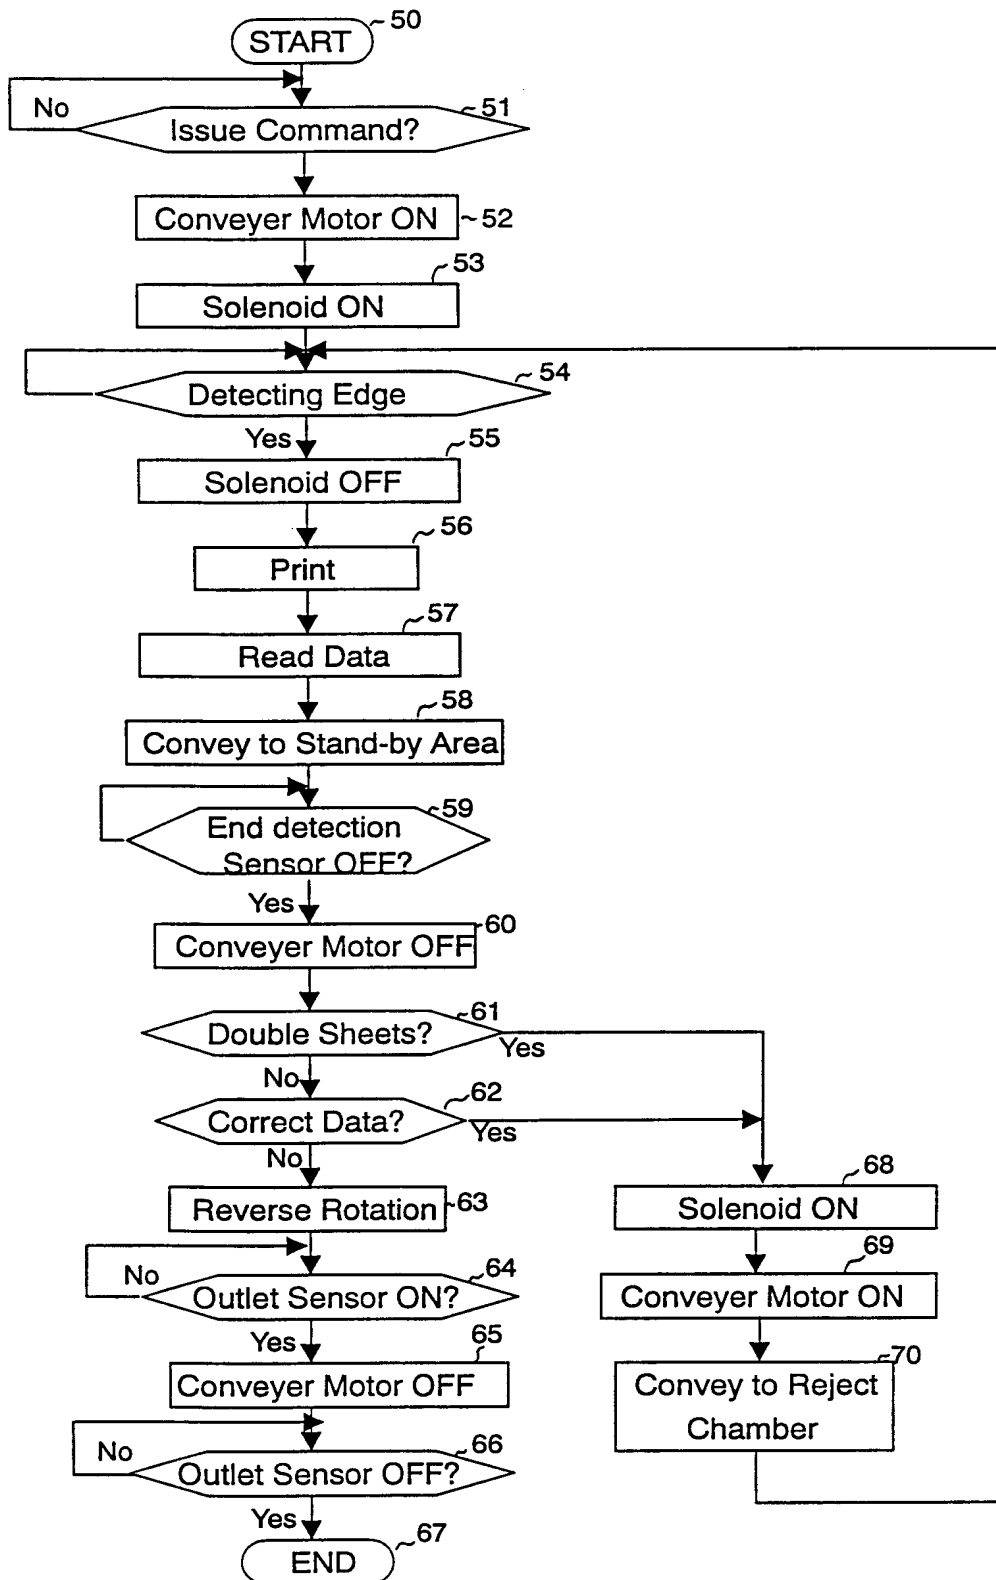 START
50
No
51
Issue Command?
Conveyer Motor ON
52
53
Solenoid ON
54
Detecting Edge
Yes
55
Solenoid OFF
56
Print
57
Read Data
58
Convey to Stand-by Area
59
End detection
Sensor OFF?
Yes
60
Conveyer Motor OFF
61
Double Sheets?
Yes
No
62
Correct Data?
Yes
No
63
Reverse Rotation
No
64
Outlet Sensor ON?
Yes
65
Conveyer Motor OFF
No
66
Outlet Sensor OFF?
Yes
67
END
68
Solenoid ON
69
Conveyer Motor ON
70
Convey to Reject
Chamber